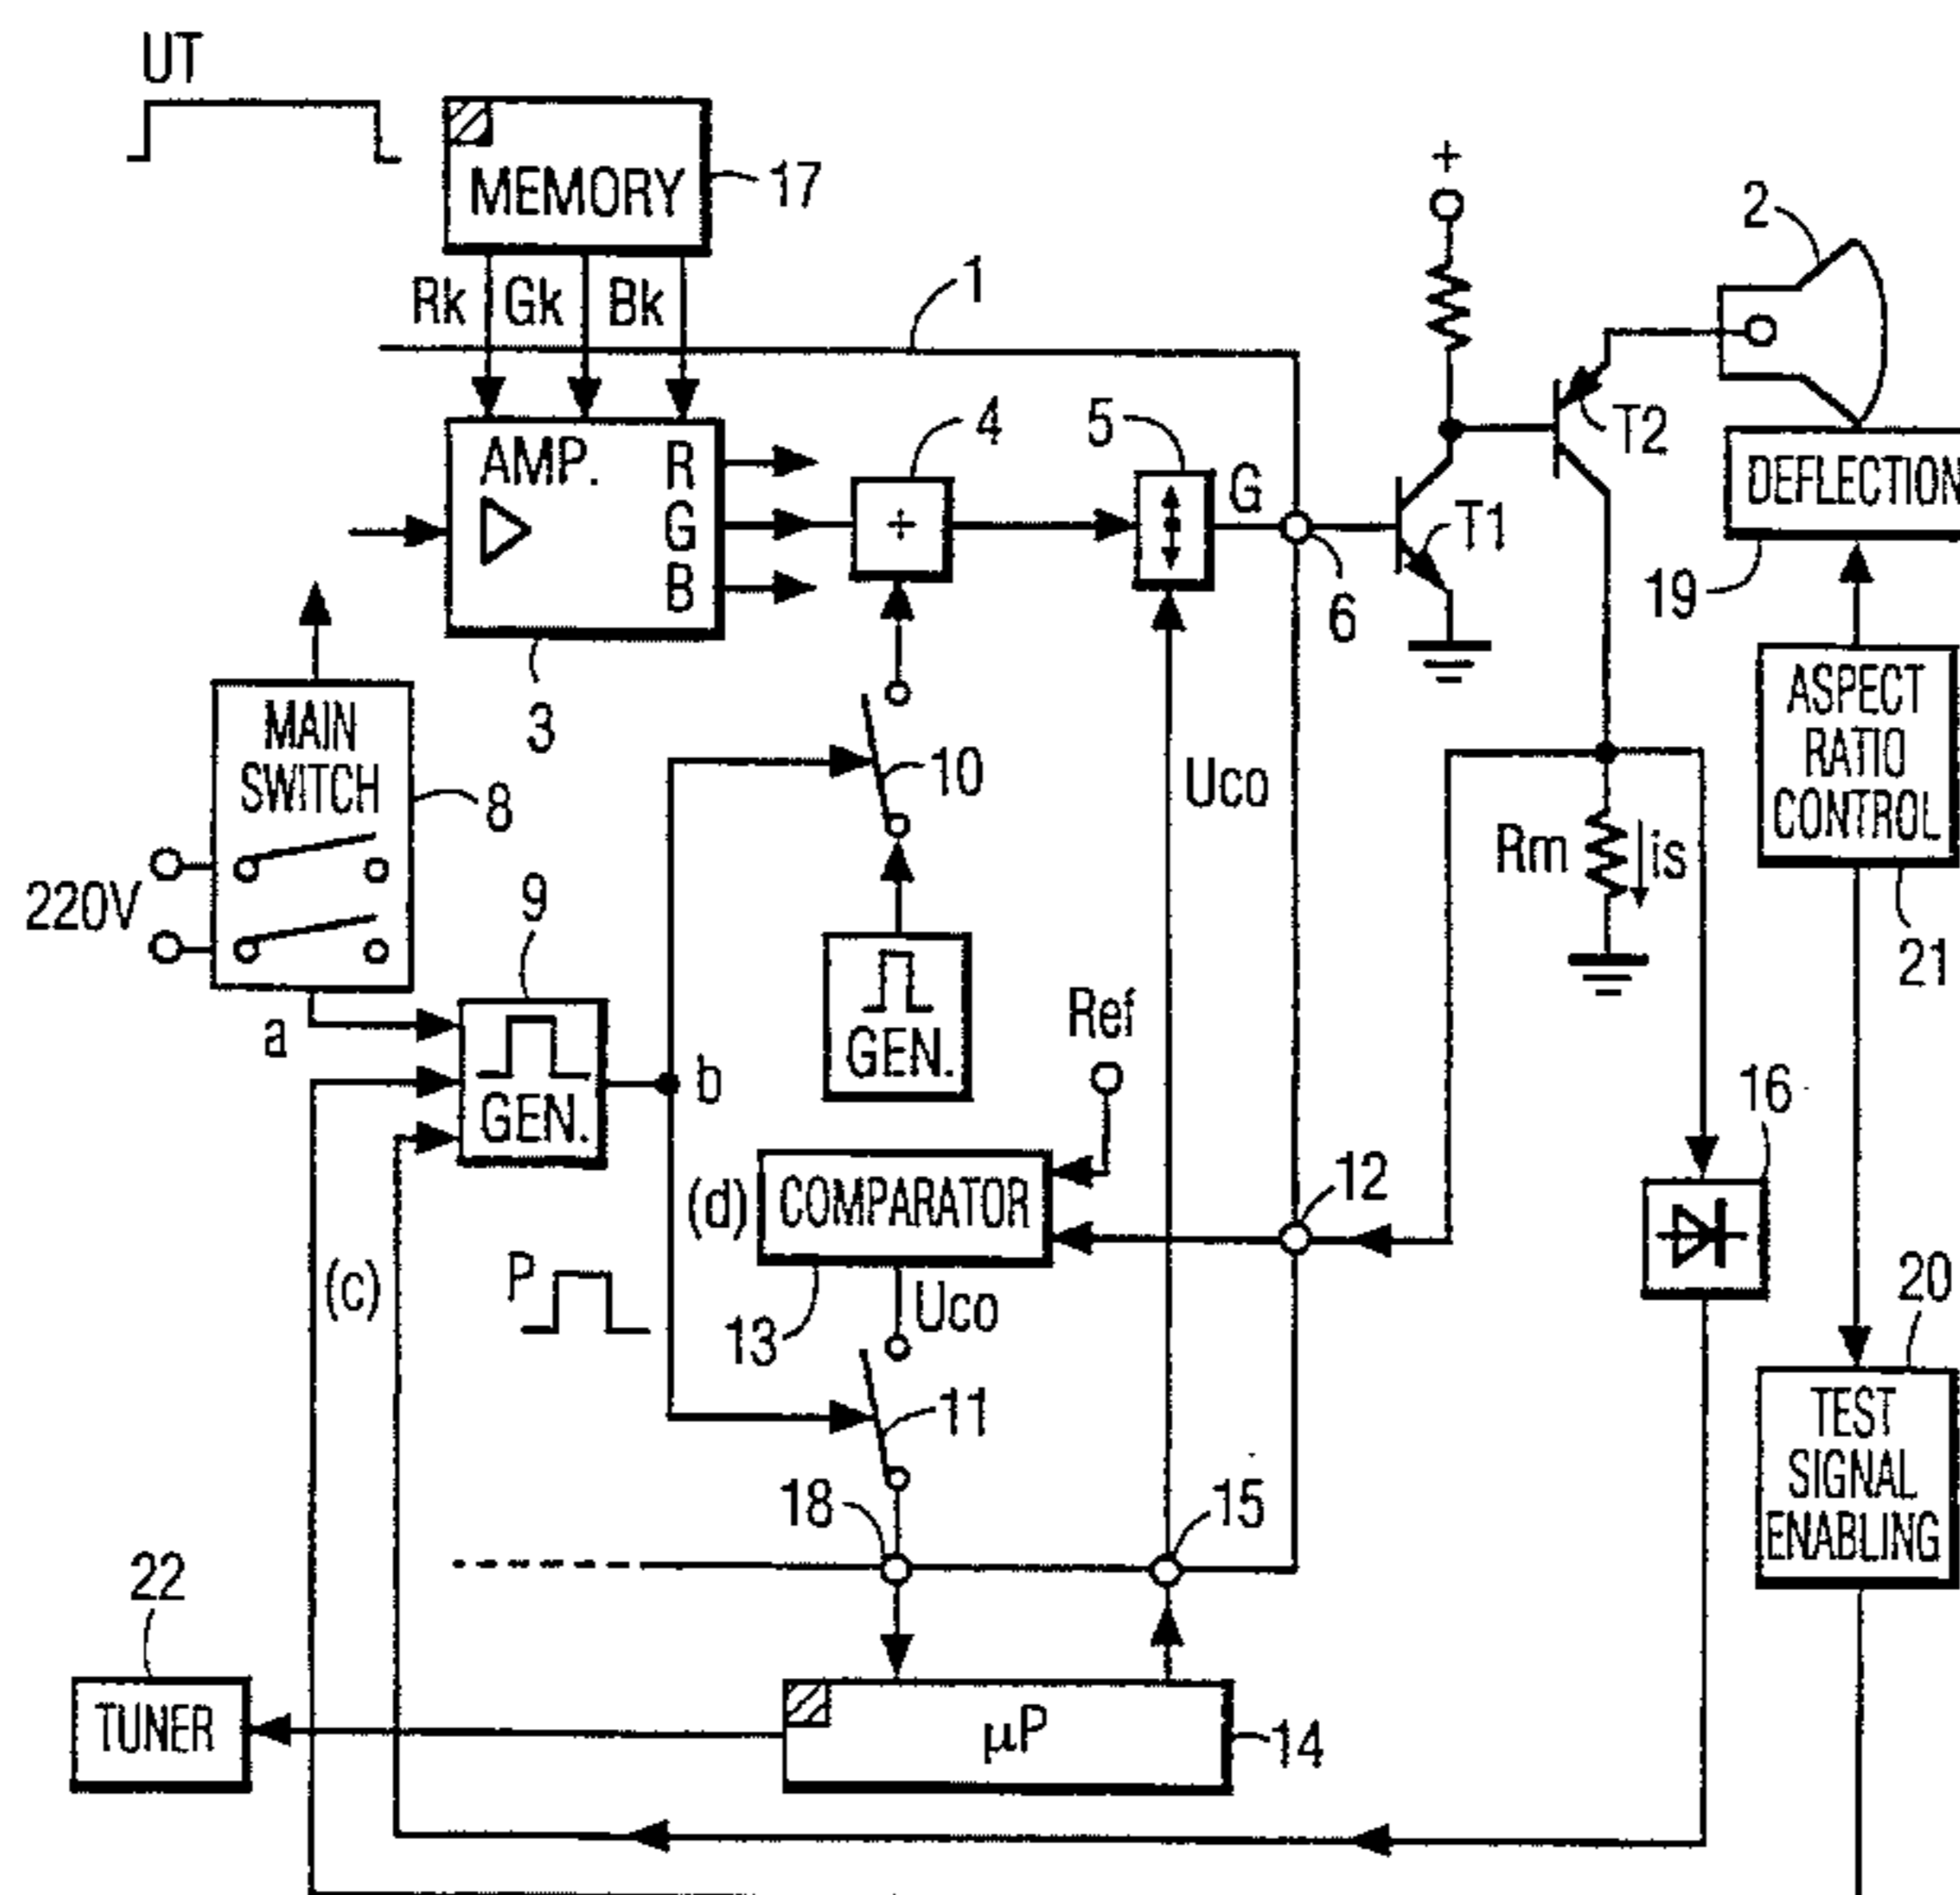 UT
MEMORY
17
Rk Gk Bk
1
+
2
AMP.
R
G
B
3
4
+
5
G
6
T1
T2
DEFLECTION
19
MAIN
SWITCH
8
220V
a
9
GEN.
b
10
GEN.
Uco
Rm
is
ASPECT
RATIO
CONTROL
21
Ref
(d)
COMPARATOR
12
13
Uco
16
(c)
P
11
18
15
20
TEST
SIGNAL
ENABLING
22
TUNER
µP
14